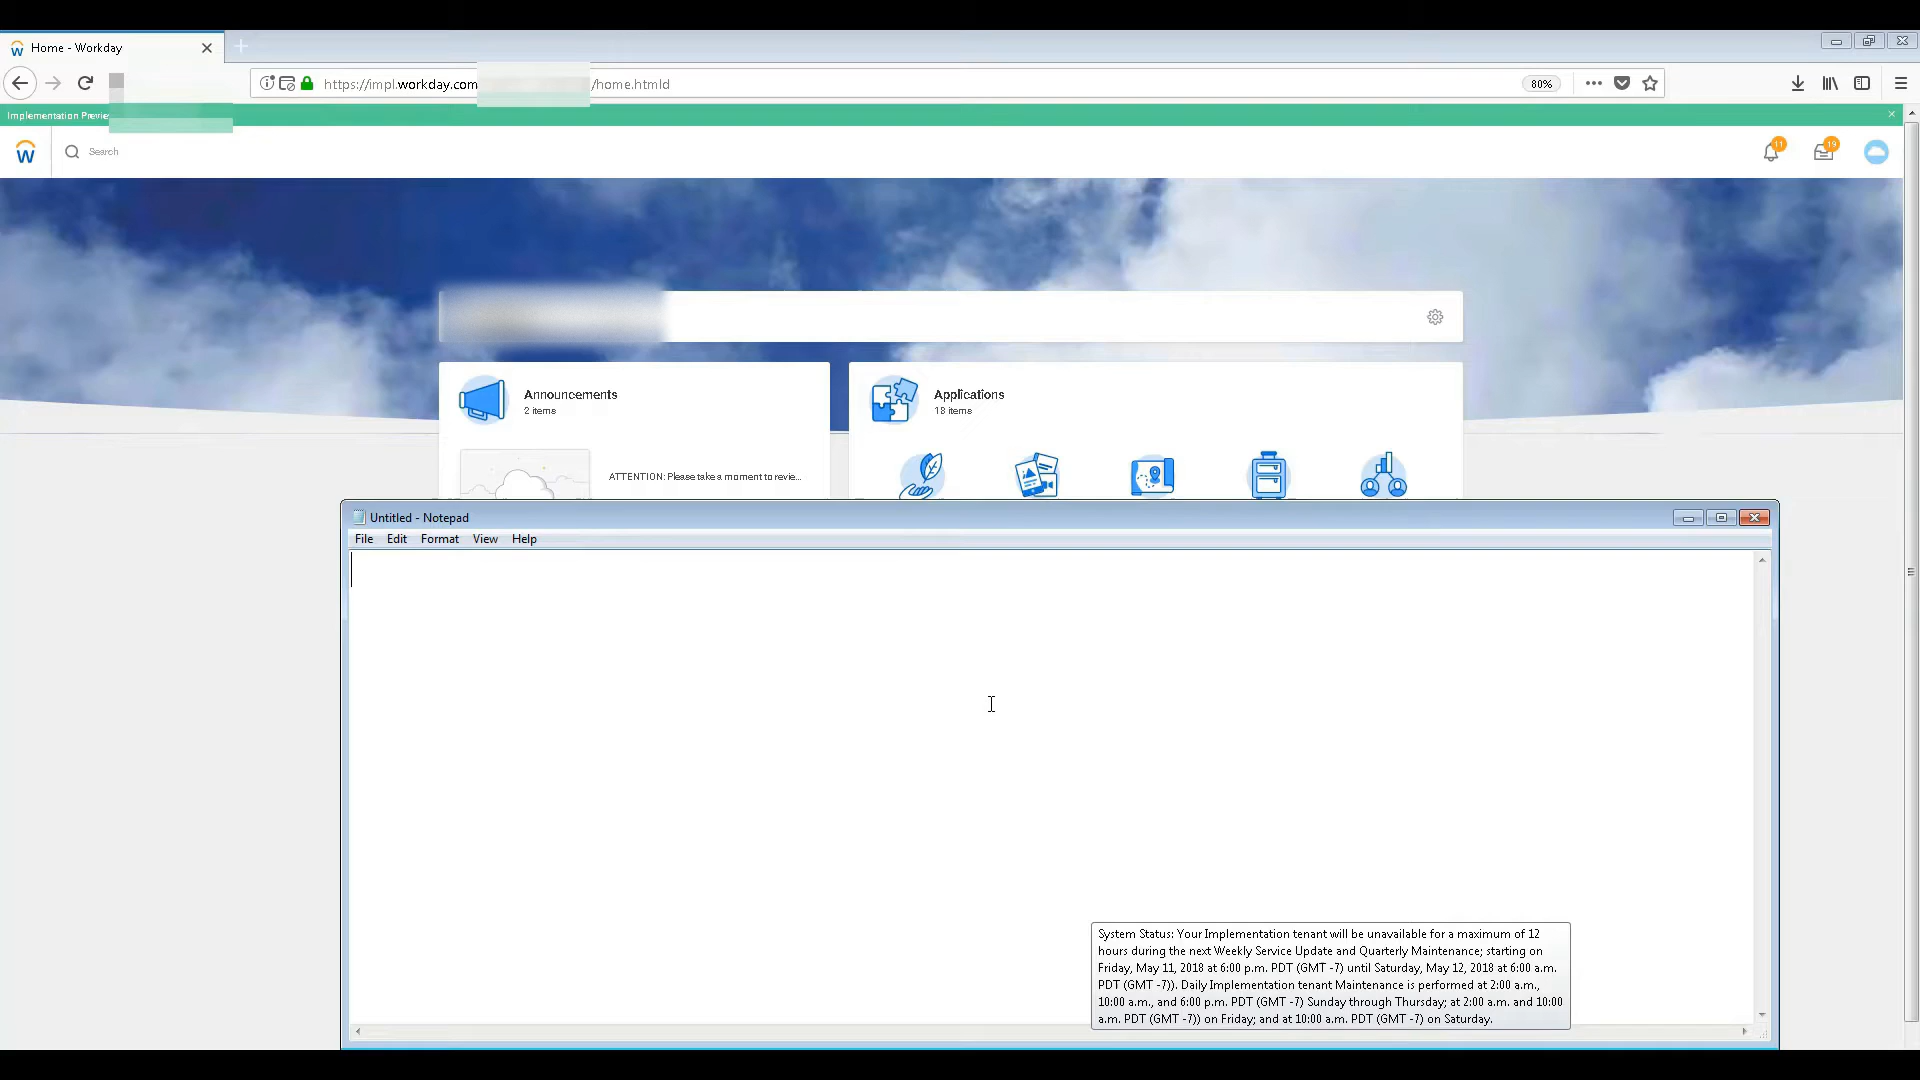 Home - Workday
https://impl.workday.com
/home.htmld
80%
Implementation Previe
Search
11
19
Announcements
2 items
Applications
18 items
ATTENTION: Please take a moment to revie...
Untitled - Notepad
File Edit Format View Help
System Status: Your Implementation tenant will be unavailable for a maximum of 12
hours during the next Weekly Service Update and Quarterly Maintenance; starting on
Friday, May 11, 2018 at 6:00 p.m. PDT (GMT -7) until Saturday, May 12, 2018 at 6:00 a.m.
PDT (GMT -7)). Daily Implementation tenant Maintenance is performed at 2:00 a.m.,
10:00 a.m., and 6:00 p.m. PDT (GMT -7) Sunday through Thursday; at 2:00 a.m. and 10:00
a.m. PDT (GMT -7)) on Friday; and at 10:00 a.m. PDT (GMT -7) on Saturday.